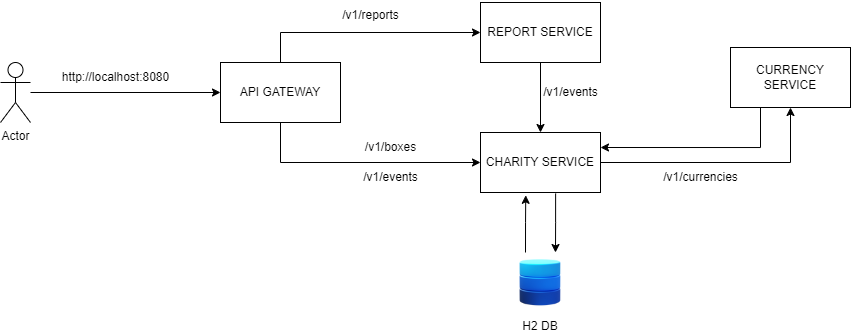 /v1/reports
REPORT SERVICE
http://localhost:8080
API GATEWAY
CURRENCY
SERVICE
/v1/events
Actor
/v1/boxes
CHARITY SERVICE
/v1/events
/v1/currencies
H2 DB